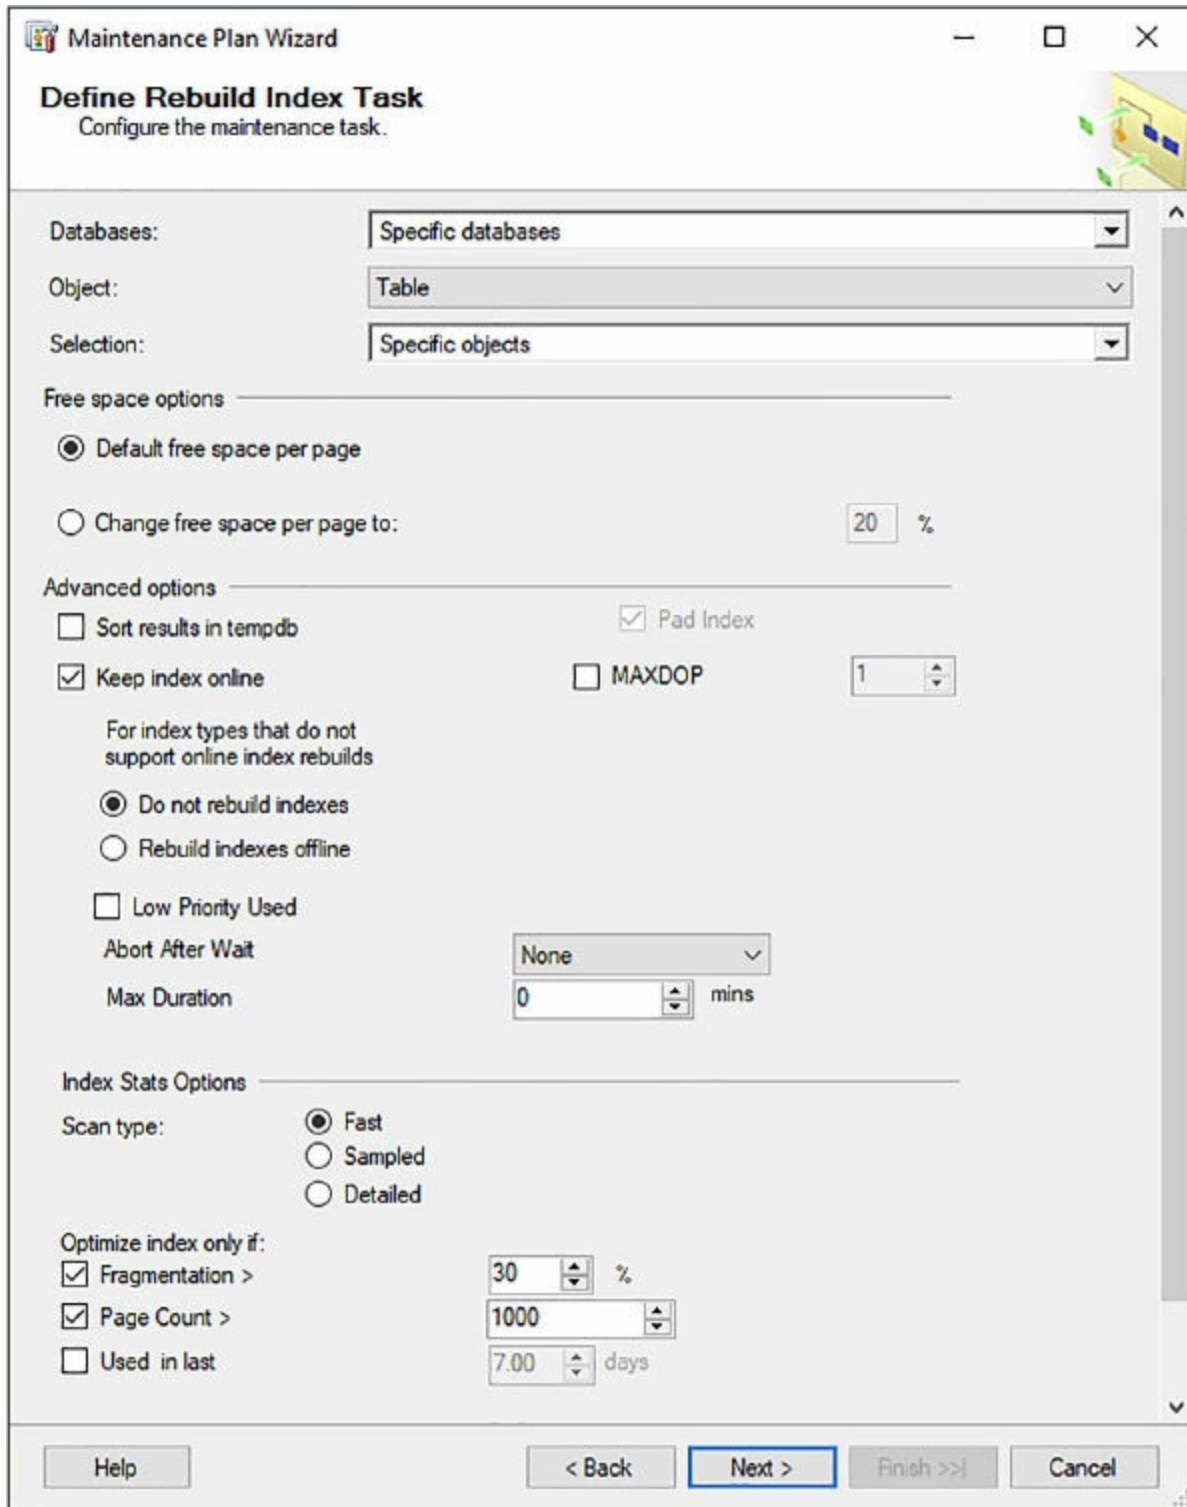 Maintenance Plan Wizard
Define Rebuild Index Task
Configure the maintenance task.
Databases: Specific databases
Object: Table
Selection: Specific objects
Free space options
Default free space per page
Change free space per page to: 20 %
Advanced options
Sort results in tempdb Pad Index
Keep index online MAXDOP 1
For index types that do not
support online index rebuilds
Do not rebuild indexes
Rebuild indexes offline
Low Priority Used
Abort After Wait None
Max Duration 0 mins
Index Stats Options
Scan type: Fast
Sampled
Detailed
Optimize index only if:
Fragmentation > 30 %
Page Count > 1000
Used in last 7.00 days
Help < Back Next > Finish >>| Cancel